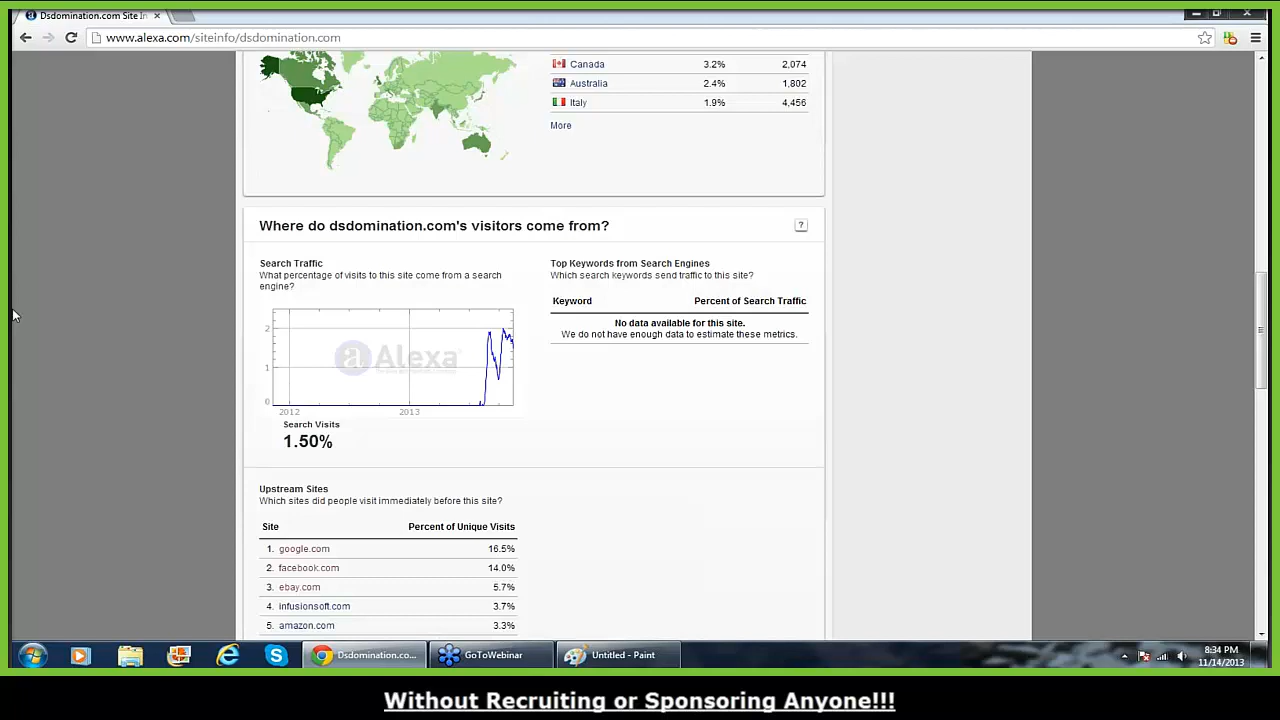 Dsdomination.com Site In
www.alexa.com/siteinfo/dsdomination.com
Canada 3.2% 2,074
Australia 2.4% 1,802
Italy 1.9% 4,456
More
Where do dsdomination.com's visitors come from? ?
Search Traffic
What percentage of visits to this site come from a search
engine?
Top Keywords from Search Engines
Which search keywords send traffic to this site?
Keyword Percent of Search Traffic
No data available for this site.
We do not have enough data to estimate these metrics.
2
1
0
a Alexa
2012 2013
Search Visits
1.50%
Upstream Sites
Which sites did people visit immediately before this site?
Site Percent of Unique Visits
1. google.com 16.5%
2. facebook.com 14.0%
3. ebay.com 5.7%
4. infusionsoft.com 3.7%
5. amazon.com 3.3%
Dsdomination.co...
GoToWebinar
Untitled - Paint
8:34 PM
11/14/2013
Without Recruiting or Sponsoring Anyone!!!